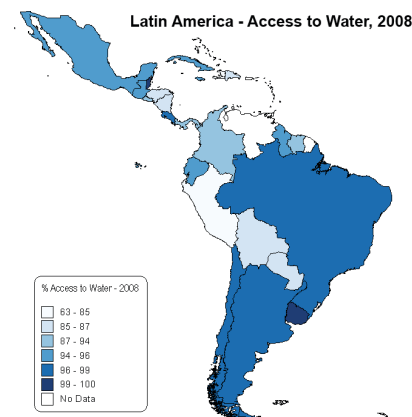 Latin America - Access to Water, 2008
% Access to Water - 2008
63 - 85
85 - 87
87 - 94
94 - 96
96 - 99
99 - 100
No Data